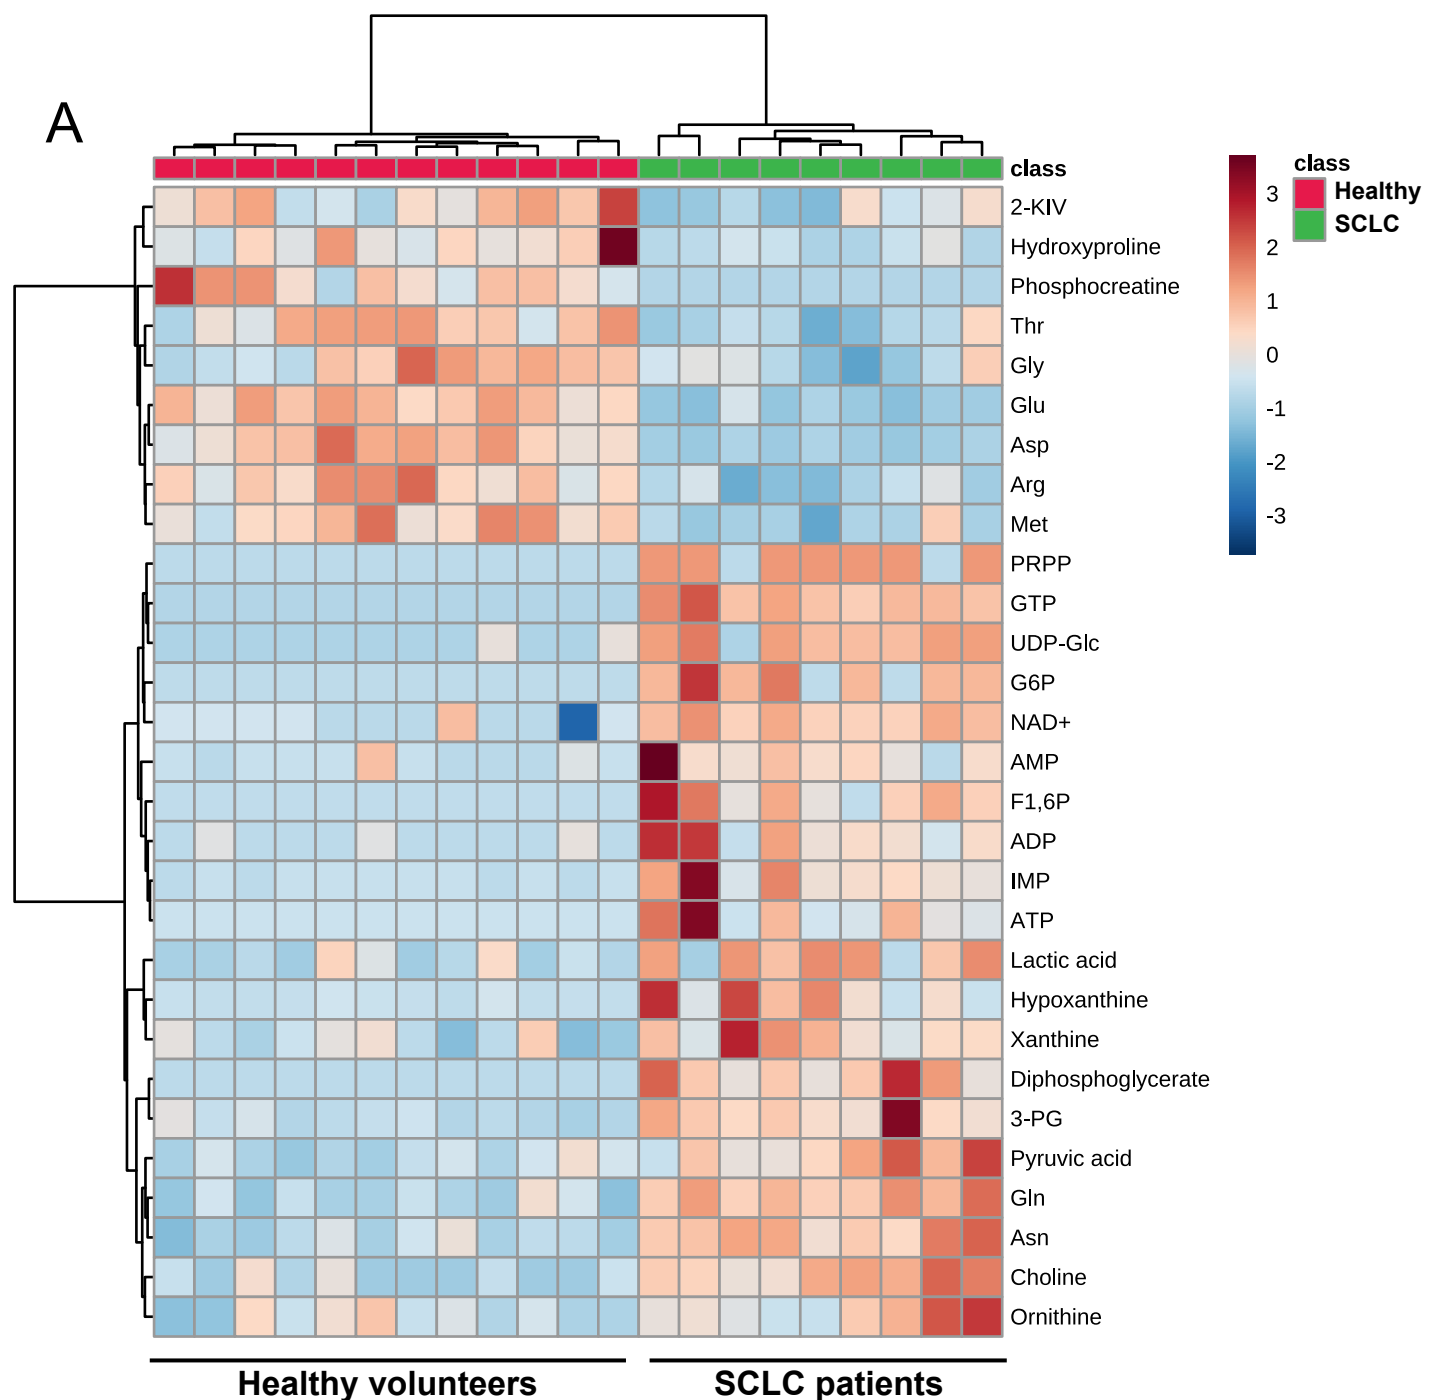 A
class
2-KIV
Hydroxyproline
Phosphocreatine
Thr
Gly
Glu
Asp
Arg
Met
PRPP
GTP
UDP-Glc
G6P
NAD+
AMP
F1,6P
ADP
IMP
ATP
Lactic acid
Hypoxanthine
Xanthine
Diphosphoglycerate
3-PG
Pyruvic acid
Gln
Asn
Choline
Ornithine
3
2
1
0
-1
-2
-3
class
Healthy
SCLC
Healthy volunteers
SCLC patients